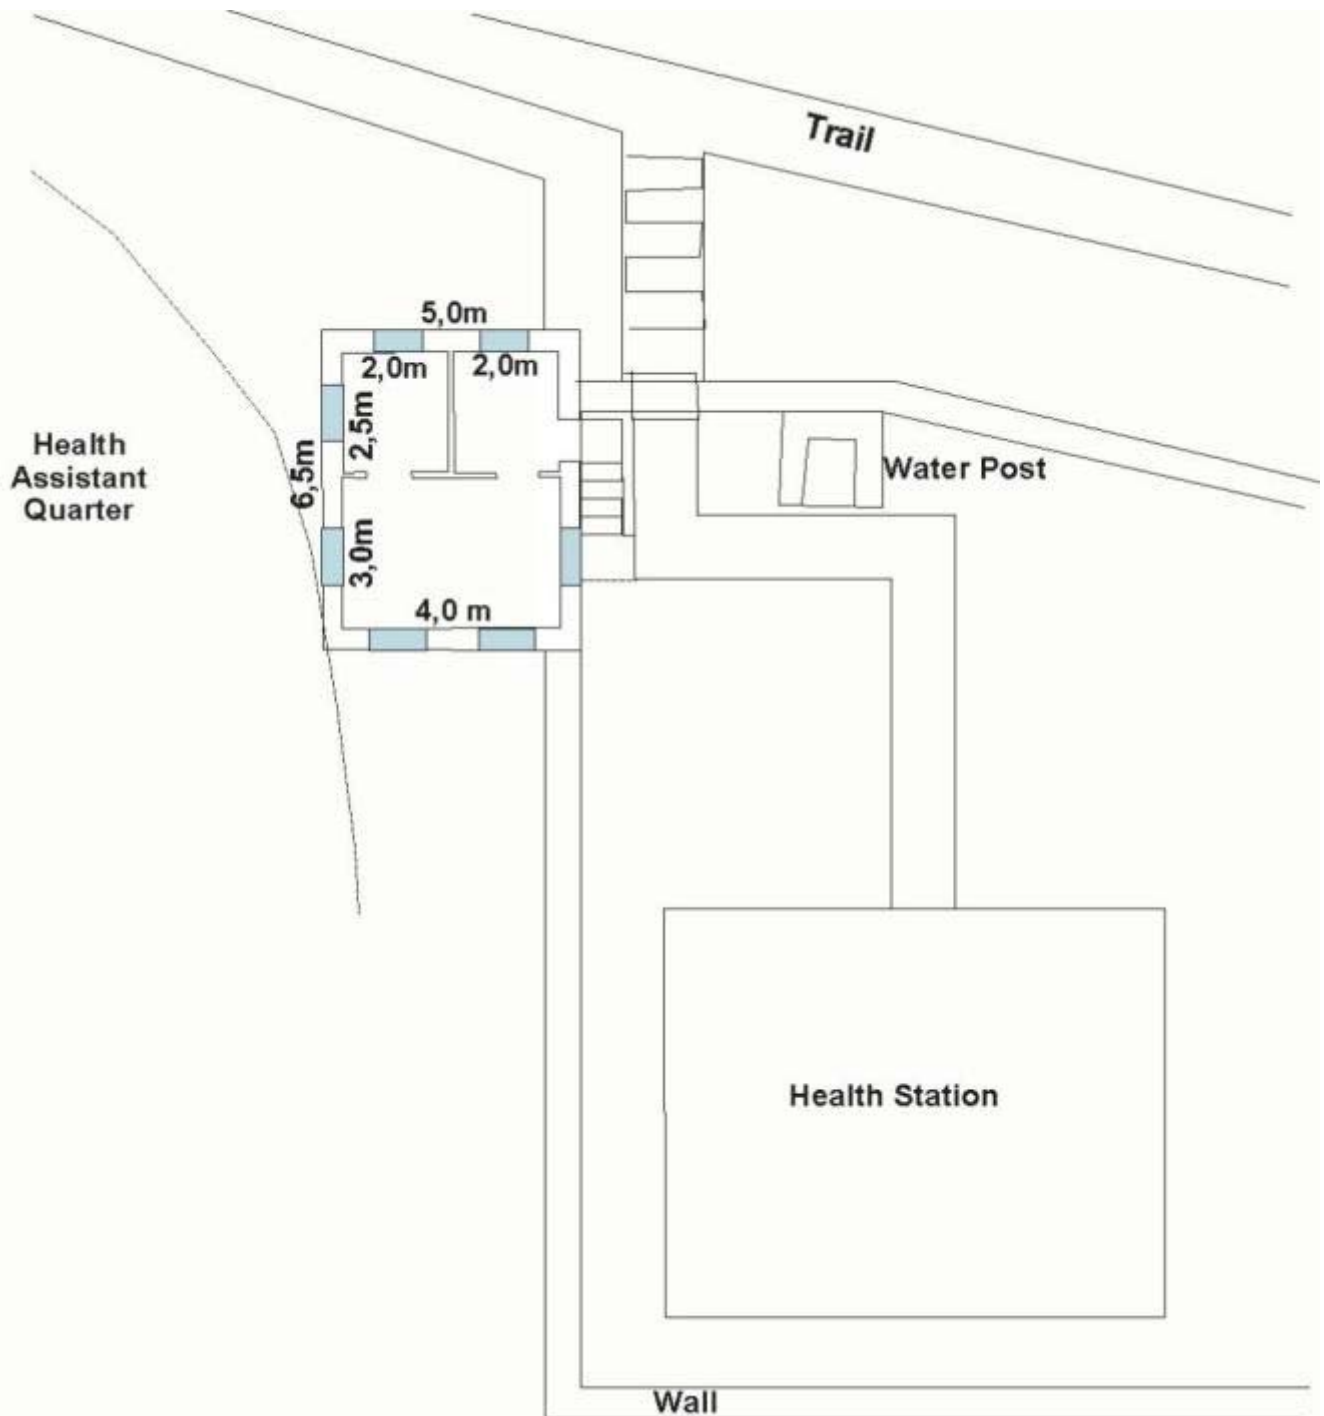 Trail
5,0m
2,0m
2,0m
2,5m
6,5m
Health
Assistant
Quarter
Water Post
3,0m
4,0 m
Health Station
Wall